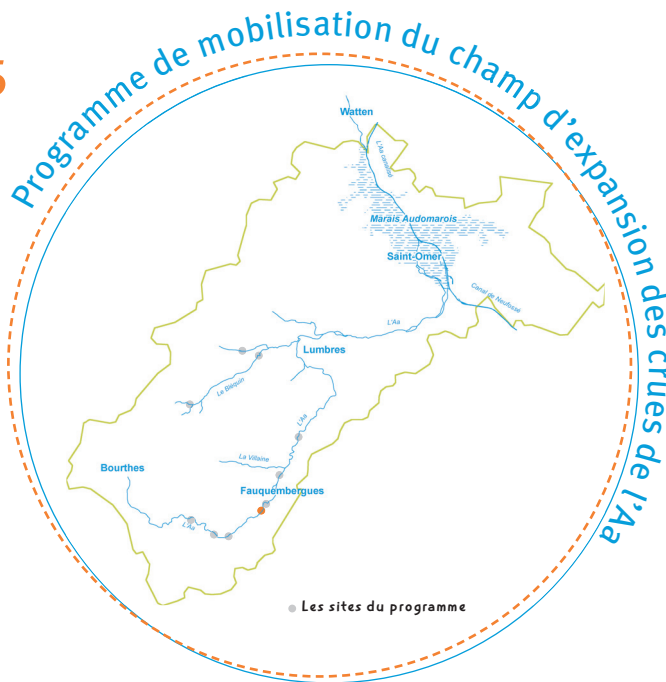 Programme de mobilisation du champ d'expansion des crues de l'Aa
Watten
L'Aa canalisé
Marais Audomarois
Saint-Omer
Canal de Neufossé
L'Aa
Lumbres
Le Bléquin
L'Aa
La Villaine
Bourthes
Fauquembergues
L'Aa
Les sites du programme